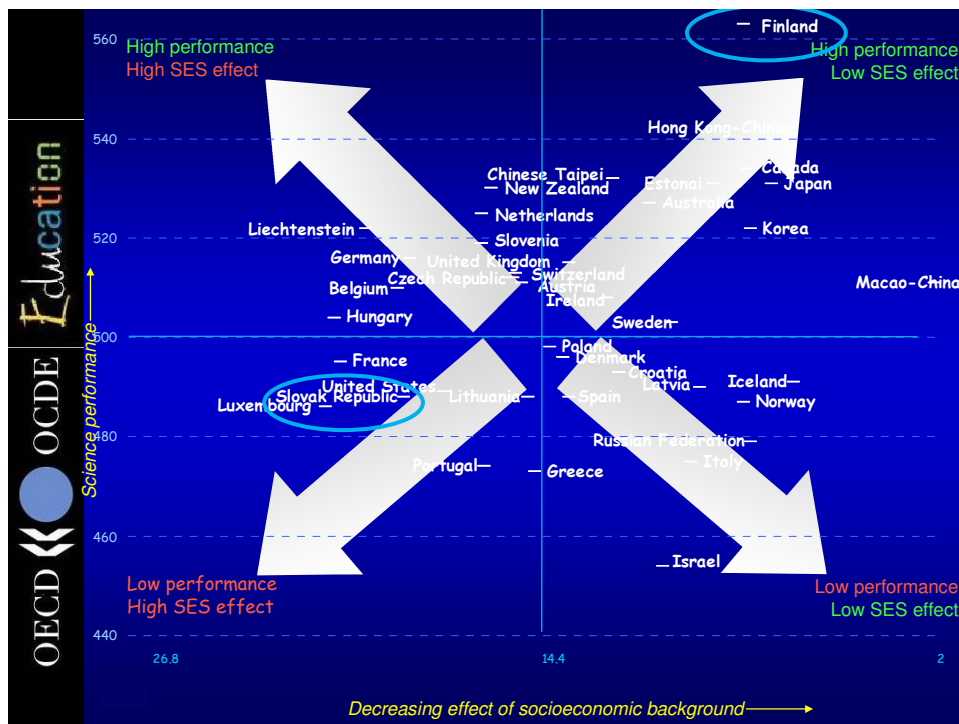 560
Finland
High performance
High SES effect
High performance
Low SES effect
540
Hong Kong-China
Canada
Chinese Taipei
New Zealand
Estonai
Japan
Australia
Netherlands
520
Liechtenstein
Korea
Slovenia
Germany
United Kingdom
Switzerland
Czech Republic
Austria
Belgium
Macao-China
Ireland
Hungary
Sweden
500
Poland
Denmark
France
Croatia
United States
Latvia
Iceland
Slovak Republic
Lithuania
Spain
Luxembourg
Norway
480
Russian Federation
Portugal
Italy
Greece
460
Israel
Low performance
High SES effect
Low performance
Low SES effect
440
26.8
14.4
2
Decreasing effect of socioeconomic background
Science performance
Education
OECD OCDE